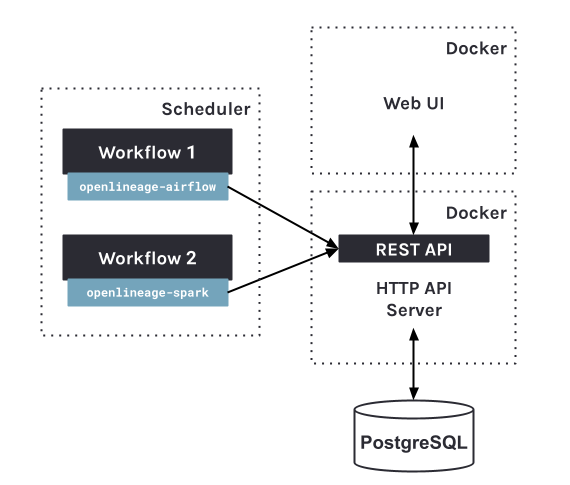 Docker
Web UI
Scheduler
Workflow 1
openlineage-airflow
Workflow 2
openlineage-spark
Docker
REST API
HTTP API
Server
PostgreSQL